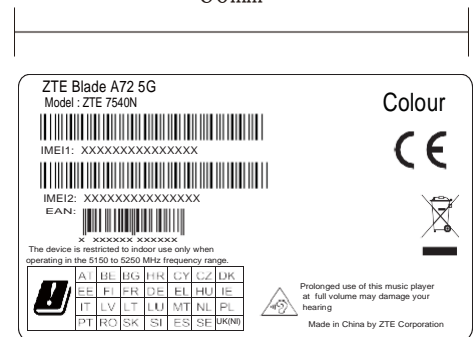 ZTE Blade A72 5G
Model : ZTE 7540N
Colour
IMEI1: XXXXXXXXXXXXXXX
CE
IMEI2: XXXXXXXXXXXXXXX
EAN:
X XXXXXX XXXXXX
The device is restricted to indoor use only when
operating in the 5150 to 5250 MHz frequency range.
AT BE BG HR CY CZ DK
EE FI FR DE EL HU IE
IT LV LT LU MT NL PL
PT RO SK SI ES SE UK(NI)
Prolonged use of this music player
at full volume may damage your
hearing
Made in China by ZTE Corporation